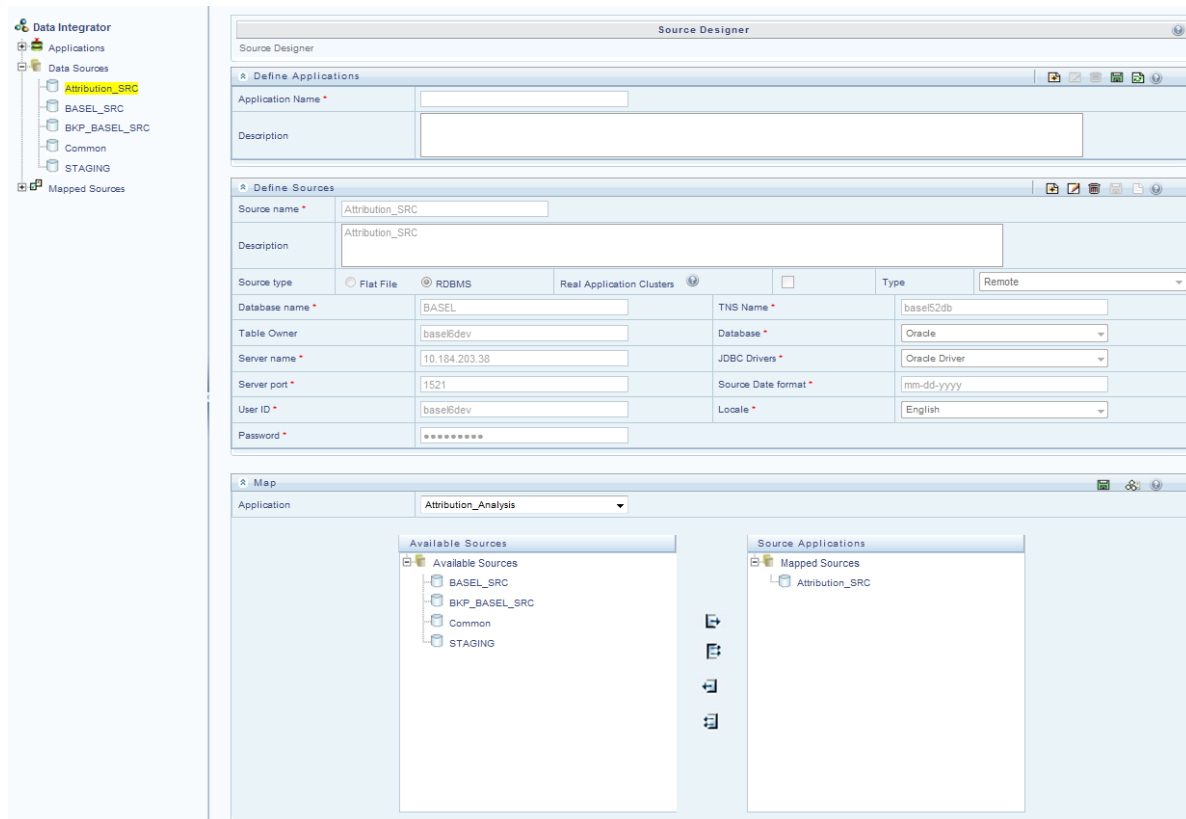 Data Integrator
Applications
Data Sources
Attribution_SRC
BASEL_SRC
BKP_BASEL_SRC
Common
STAGING
Mapped Sources
Source Designer
Source Designer
Define Applications
Application Name *
Description
Define Sources
Source name * Attribution_SRC
Description Attribution_SRC
Source type Flat File RDBMS Real Application Clusters Type Remote
Database name * BASEL TNS Name * basel52db
Table Owner basel6dev Database * Oracle
Server name * 10.184.203.38 JDBC Drivers * Oracle Driver
Server port * 1521 Source Date format * mm-dd-yyyy
User ID * basel6dev Locale * English
Password * •••••••••
Map
Application Attribution_Analysis
Available Sources
Available Sources
BASEL_SRC
BKP_BASEL_SRC
Common
STAGING
Source Applications
Mapped Sources
Attribution_SRC